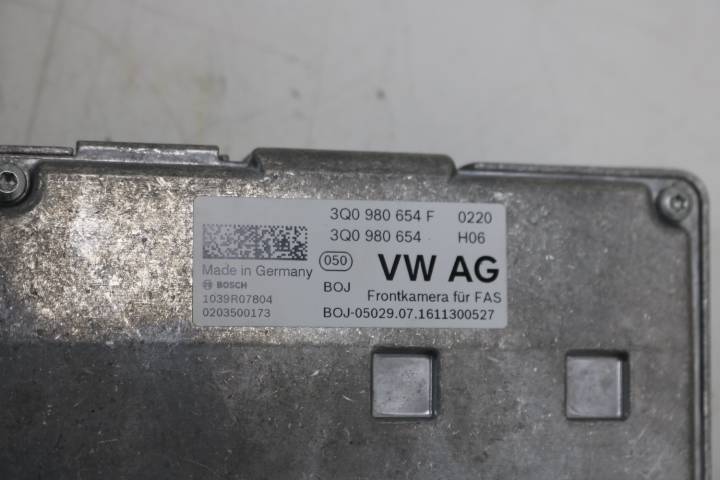 3Q0 980 654 F 0220
3Q0 980 654 H06
Made in Germany 050 VW AG
BOSCH BOJ Frontkamera für FAS
1039R07804
0203500173 BOJ-05029.07.1611300527